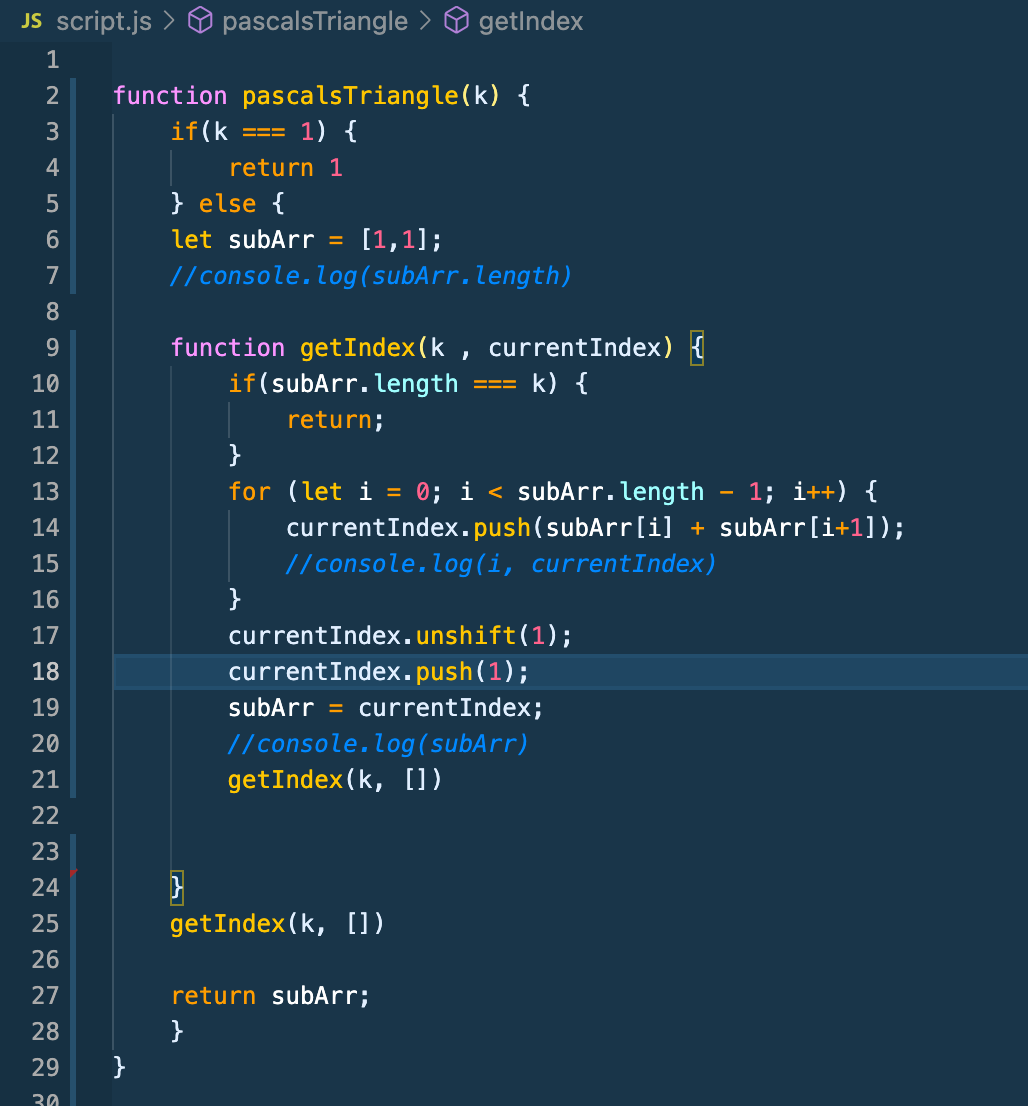 JS script.js > pascalsTriangle > getIndex
1
2 function pascalsTriangle(k) {
3 if(k === 1) {
4 return 1
5 } else {
6 let subArr = [1,1];
7 //console.log(subArr.length)
8
9 function getIndex(k , currentIndex) {
10 if(subArr.length === k) {
11 return;
12 }
13 for (let i = 0; i < subArr.length - 1; i++) {
14 currentIndex.push(subArr[i] + subArr[i+1]);
15 //console.log(i, currentIndex)
16 }
17 currentIndex.unshift(1);
18 currentIndex.push(1);
19 subArr = currentIndex;
20 //console.log(subArr)
21 getIndex(k, [])
22
23
24 }
25 getIndex(k, [])
26
27 return subArr;
28 }
29 }
30